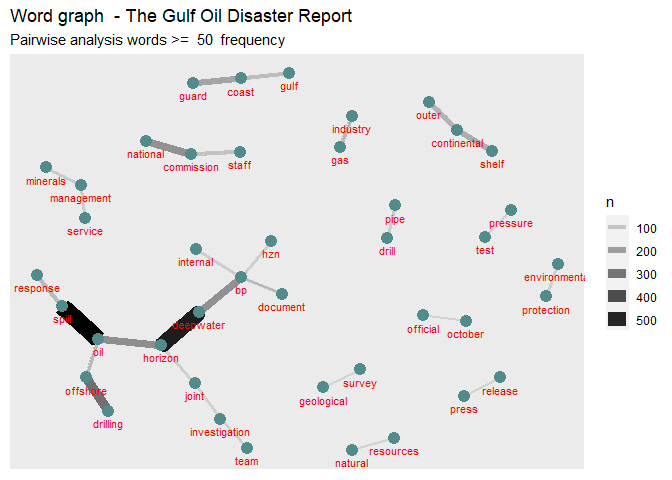 Word graph - The Gulf Oil Disaster Report
Pairwise analysis words >= 50 frequency
guard
coast
gulf
outer
continental
shelf
industry
gas
national
commission
staff
minerals
management
service
pipe
drill
pressure
test
internal
hzn
bp
document
environmenta
protection
response
spill
deepwater
oil
horizon
official
october
offshore
drilling
joint
investigation
team
geological
survey
press
release
natural
resources
n
100
200
300
400
500